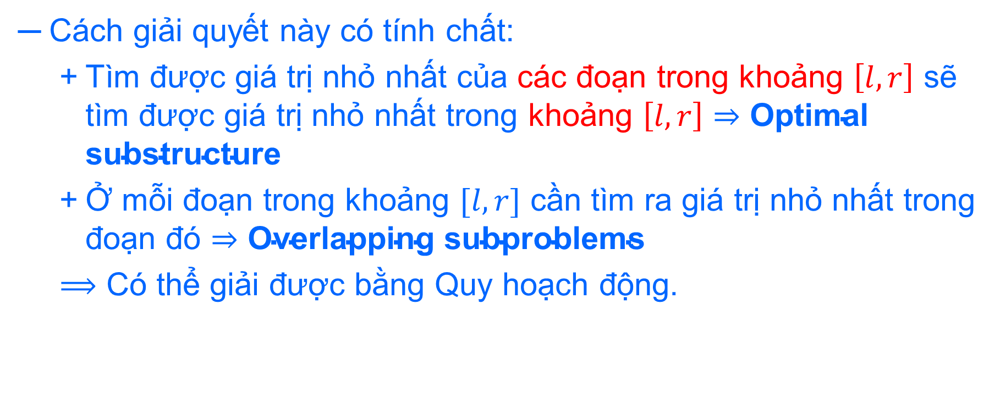 — Cách giải quyết này có tính chất:
+ Tìm được giá trị nhỏ nhất của các đoạn trong khoảng [l, r] sẽ
tìm được giá trị nhỏ nhất trong khoảng [l, r] ⇒ Optimal
substructure
+ Ở mỗi đoạn trong khoảng [l, r] cần tìm ra giá trị nhỏ nhất trong
đoạn đó ⇒ Overlapping subproblems
⟹ Có thể giải được bằng Quy hoạch động.